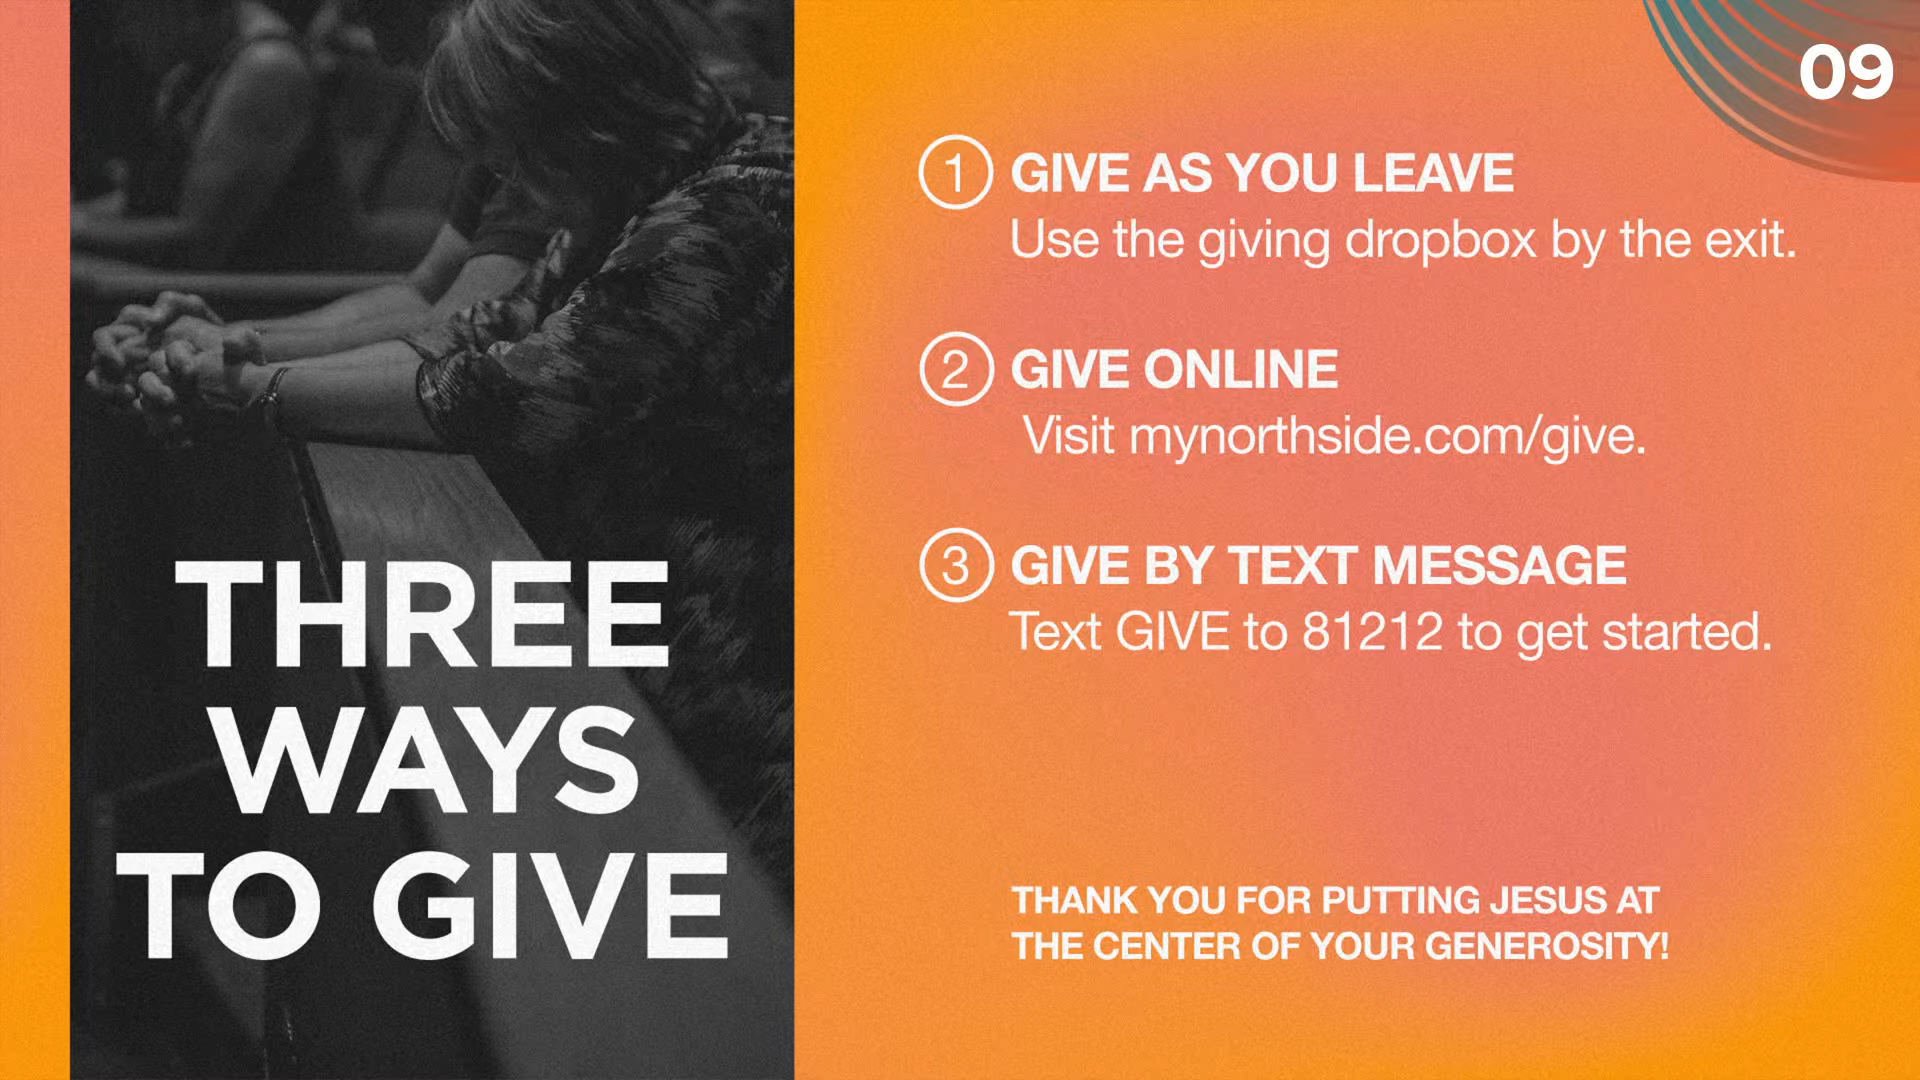 THREE
WAYS
TO GIVE
09
1 GIVE AS YOU LEAVE
Use the giving dropbox by the exit.
2 GIVE ONLINE
Visit mynorthside.com/give.
3 GIVE BY TEXT MESSAGE
Text GIVE to 81212 to get started.
THANK YOU FOR PUTTING JESUS AT
THE CENTER OF YOUR GENEROSITY!